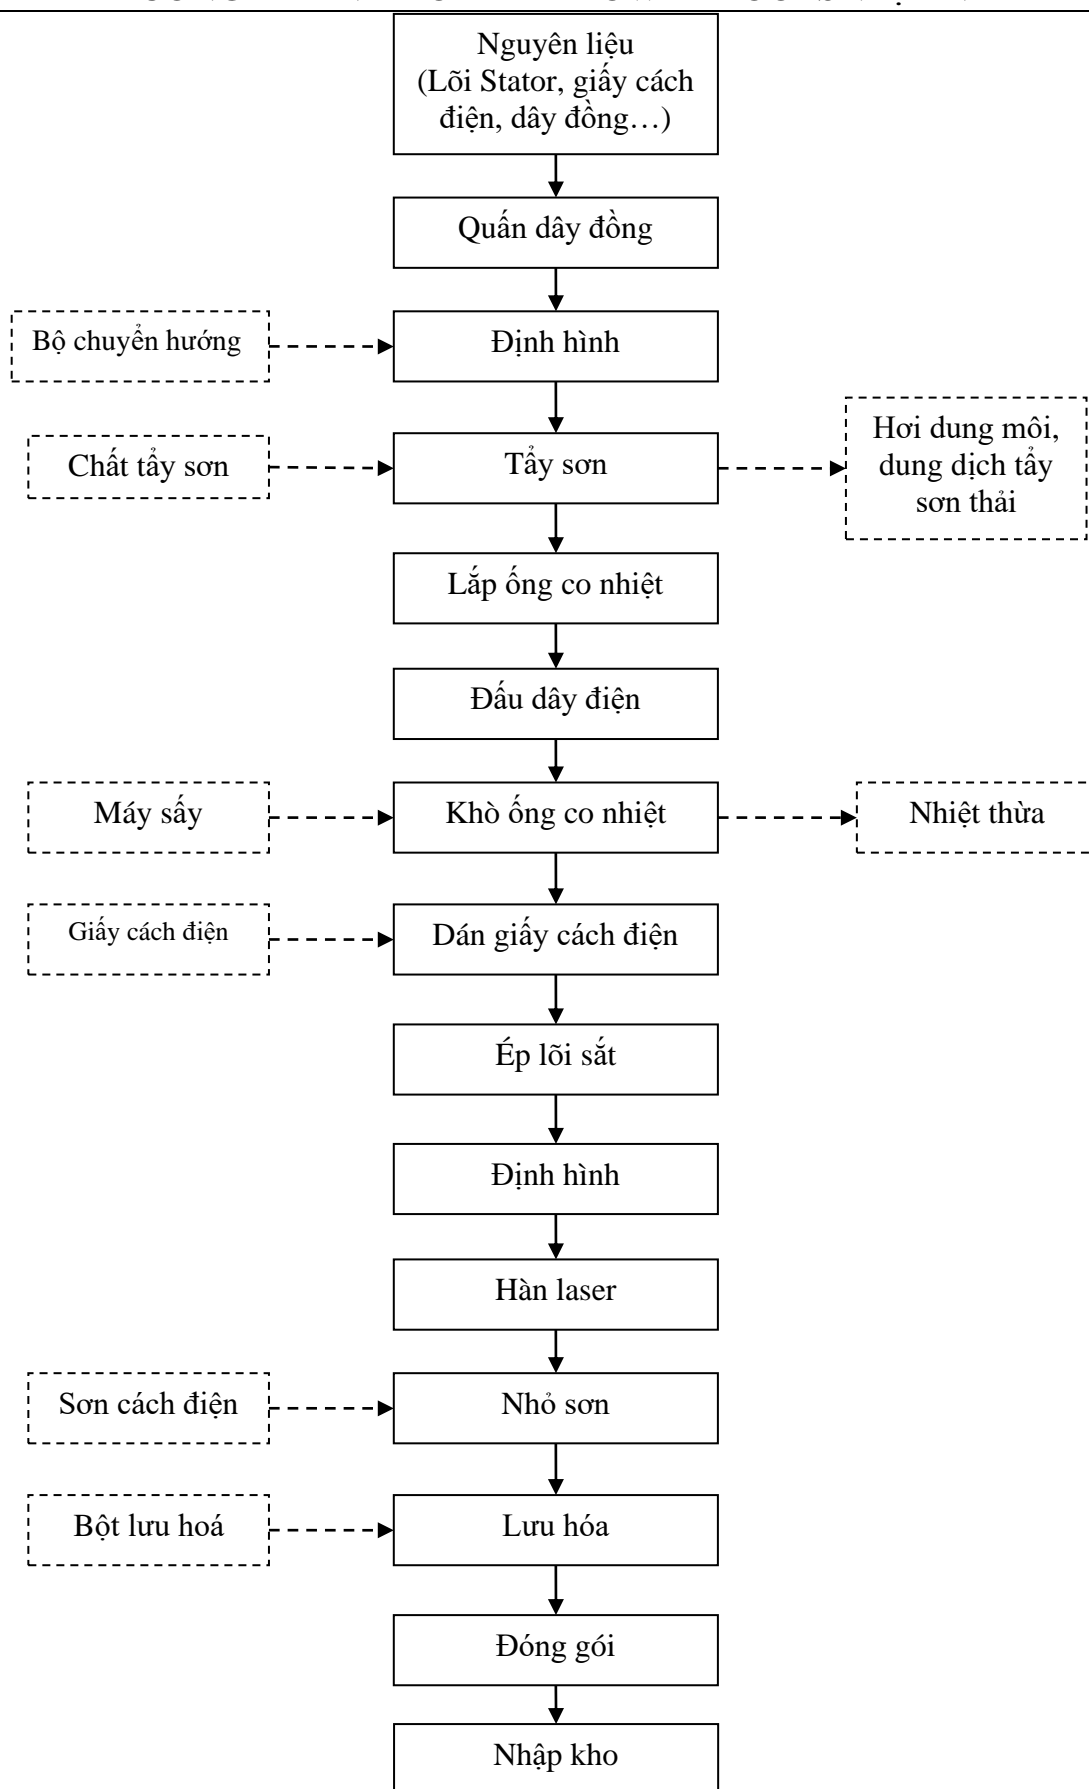 Nguyên liệu
(Lõi Stator, giấy cách
điện, dây đồng…)
Quấn dây đồng
Bộ chuyển hướng
Định hình
Chất tẩy sơn
Tẩy sơn
Hơi dung môi,
dung dịch tẩy
sơn thải
Lắp ống co nhiệt
Đấu dây điện
Máy sấy
Khò ống co nhiệt
Nhiệt thừa
Giấy cách điện
Dán giấy cách điện
Ép lõi sắt
Định hình
Hàn laser
Sơn cách điện
Nhỏ sơn
Bột lưu hoá
Lưu hóa
Đóng gói
Nhập kho